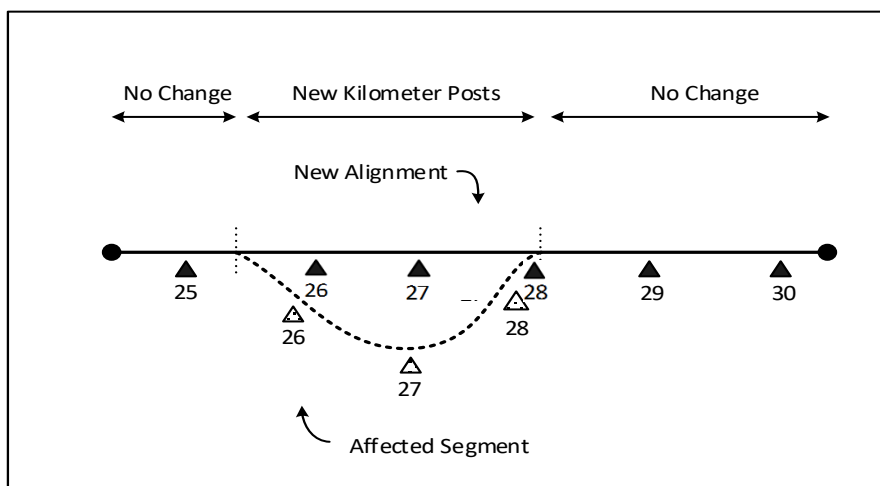 No Change New Kilometer Posts No Change
New Alignment
25 26 27 28 29 30
26 27 28
Affected Segment